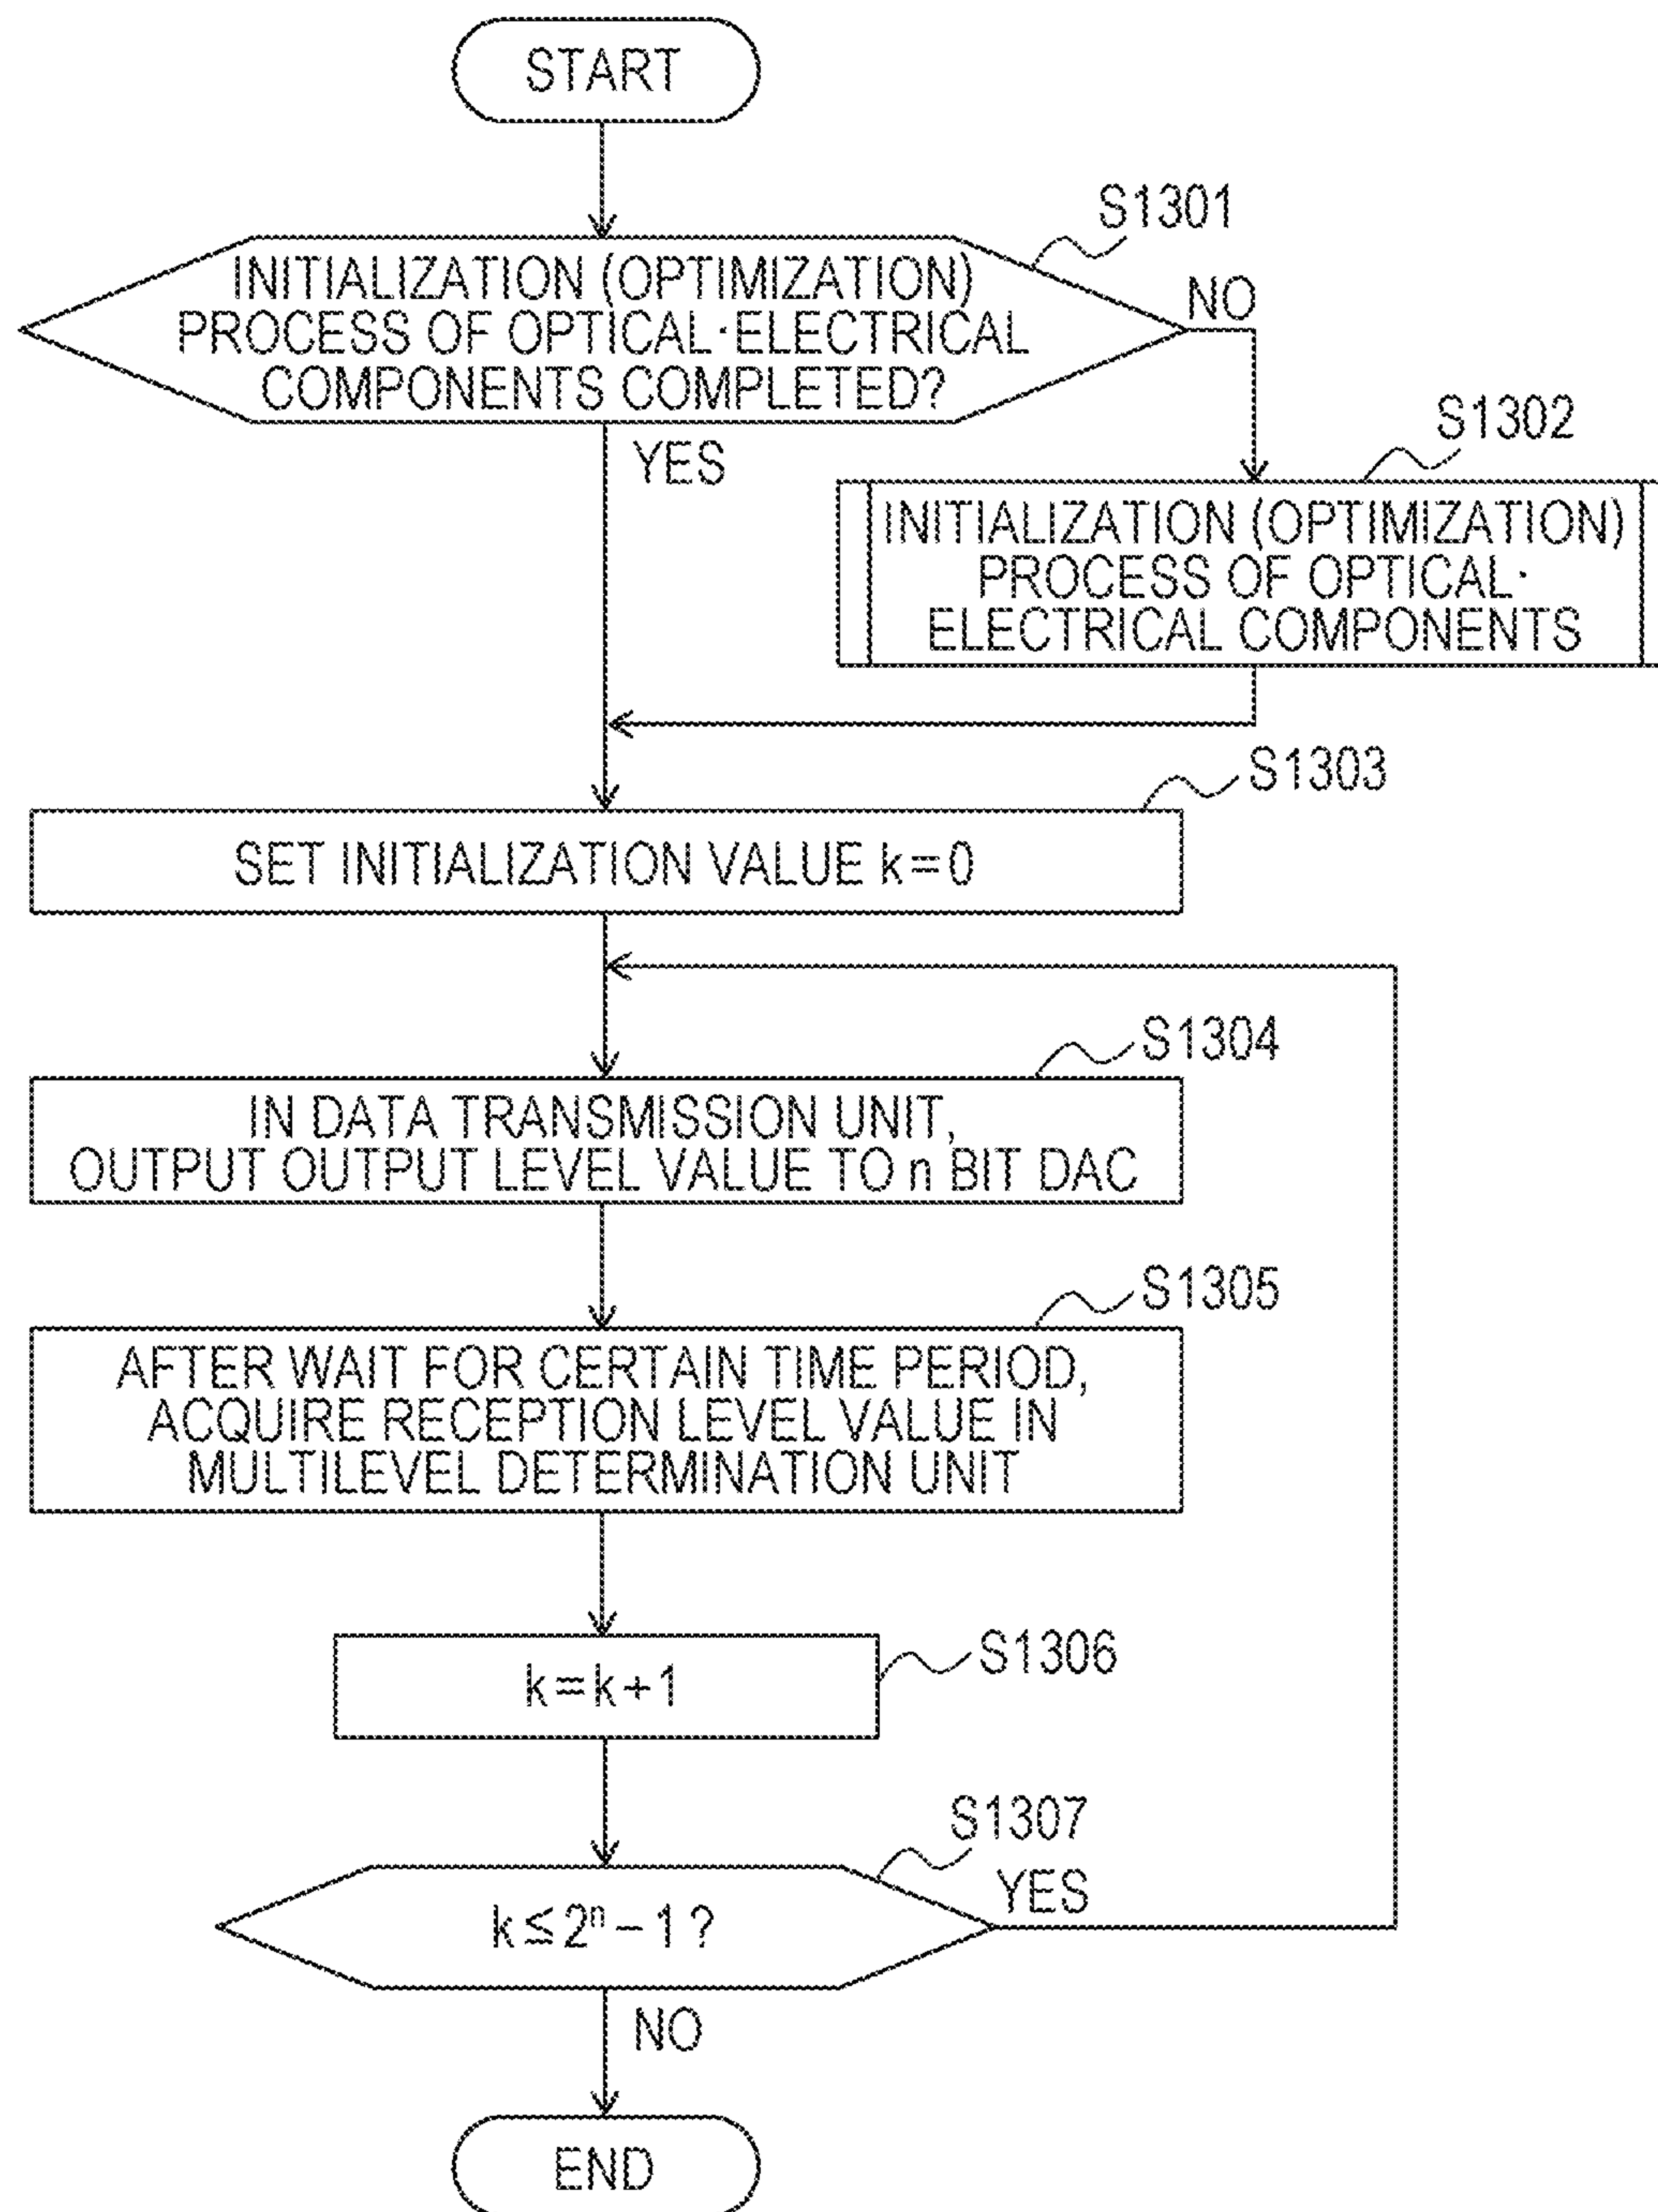 START
S1301
INITIALIZATION (OPTIMIZATION)
PROCESS OF OPTICAL·ELECTRICAL
COMPONENTS COMPLETED?
NO
YES
S1302
INITIALIZATION (OPTIMIZATION)
PROCESS OF OPTICAL·
ELECTRICAL COMPONENTS
S1303
SET INITIALIZATION VALUE k=0
S1304
IN DATA TRANSMISSION UNIT,
OUTPUT OUTPUT LEVEL VALUE TO n BIT DAC
S1305
AFTER WAIT FOR CERTAIN TIME PERIOD,
ACQUIRE RECEPTION LEVEL VALUE IN
MULTILEVEL DETERMINATION UNIT
S1306
k=k+1
S1307
k≦2ⁿ−1?
YES
NO
END